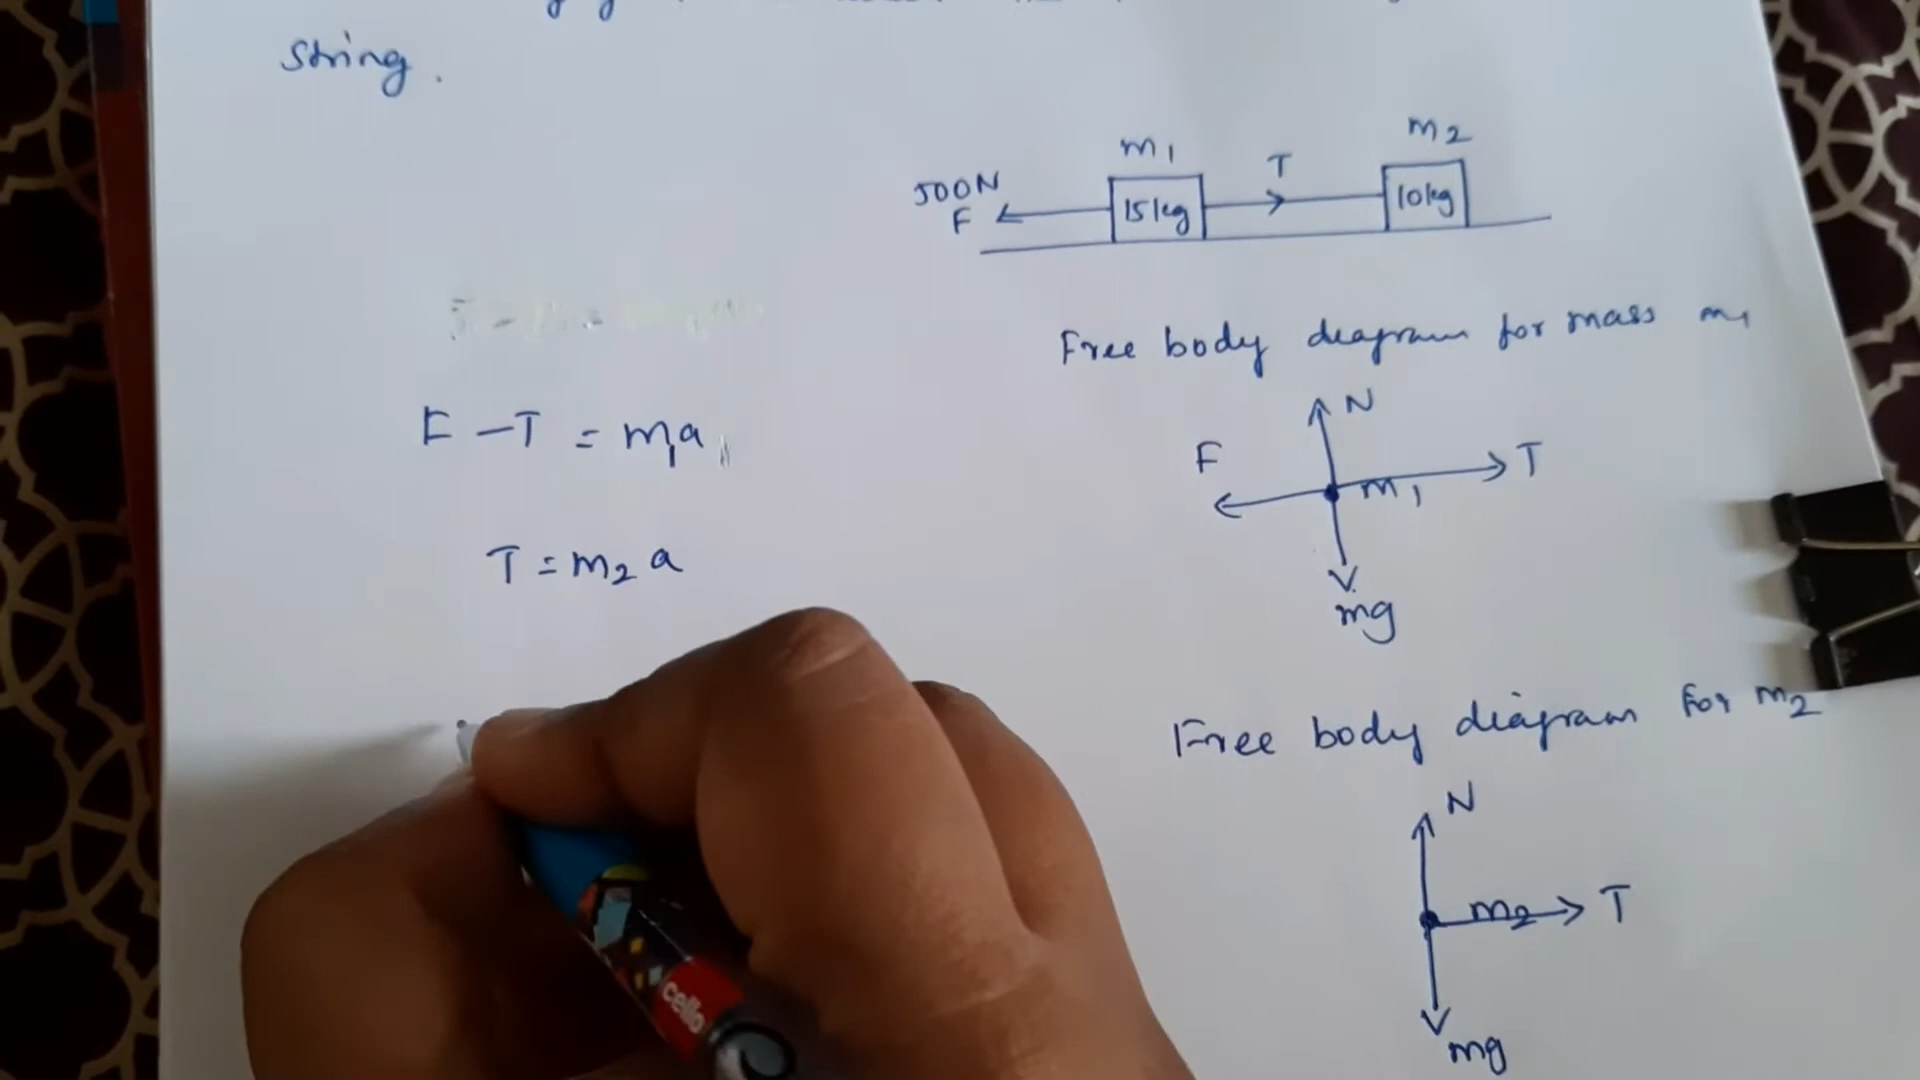 string.
m1
m2
T
500N
F
15kg
10kg
Free body diagram for mass m1
N
F - T = m1a
F
T
m1
T = m2 a
mg
Free body diagram for m2
N
m2
T
cello
mg